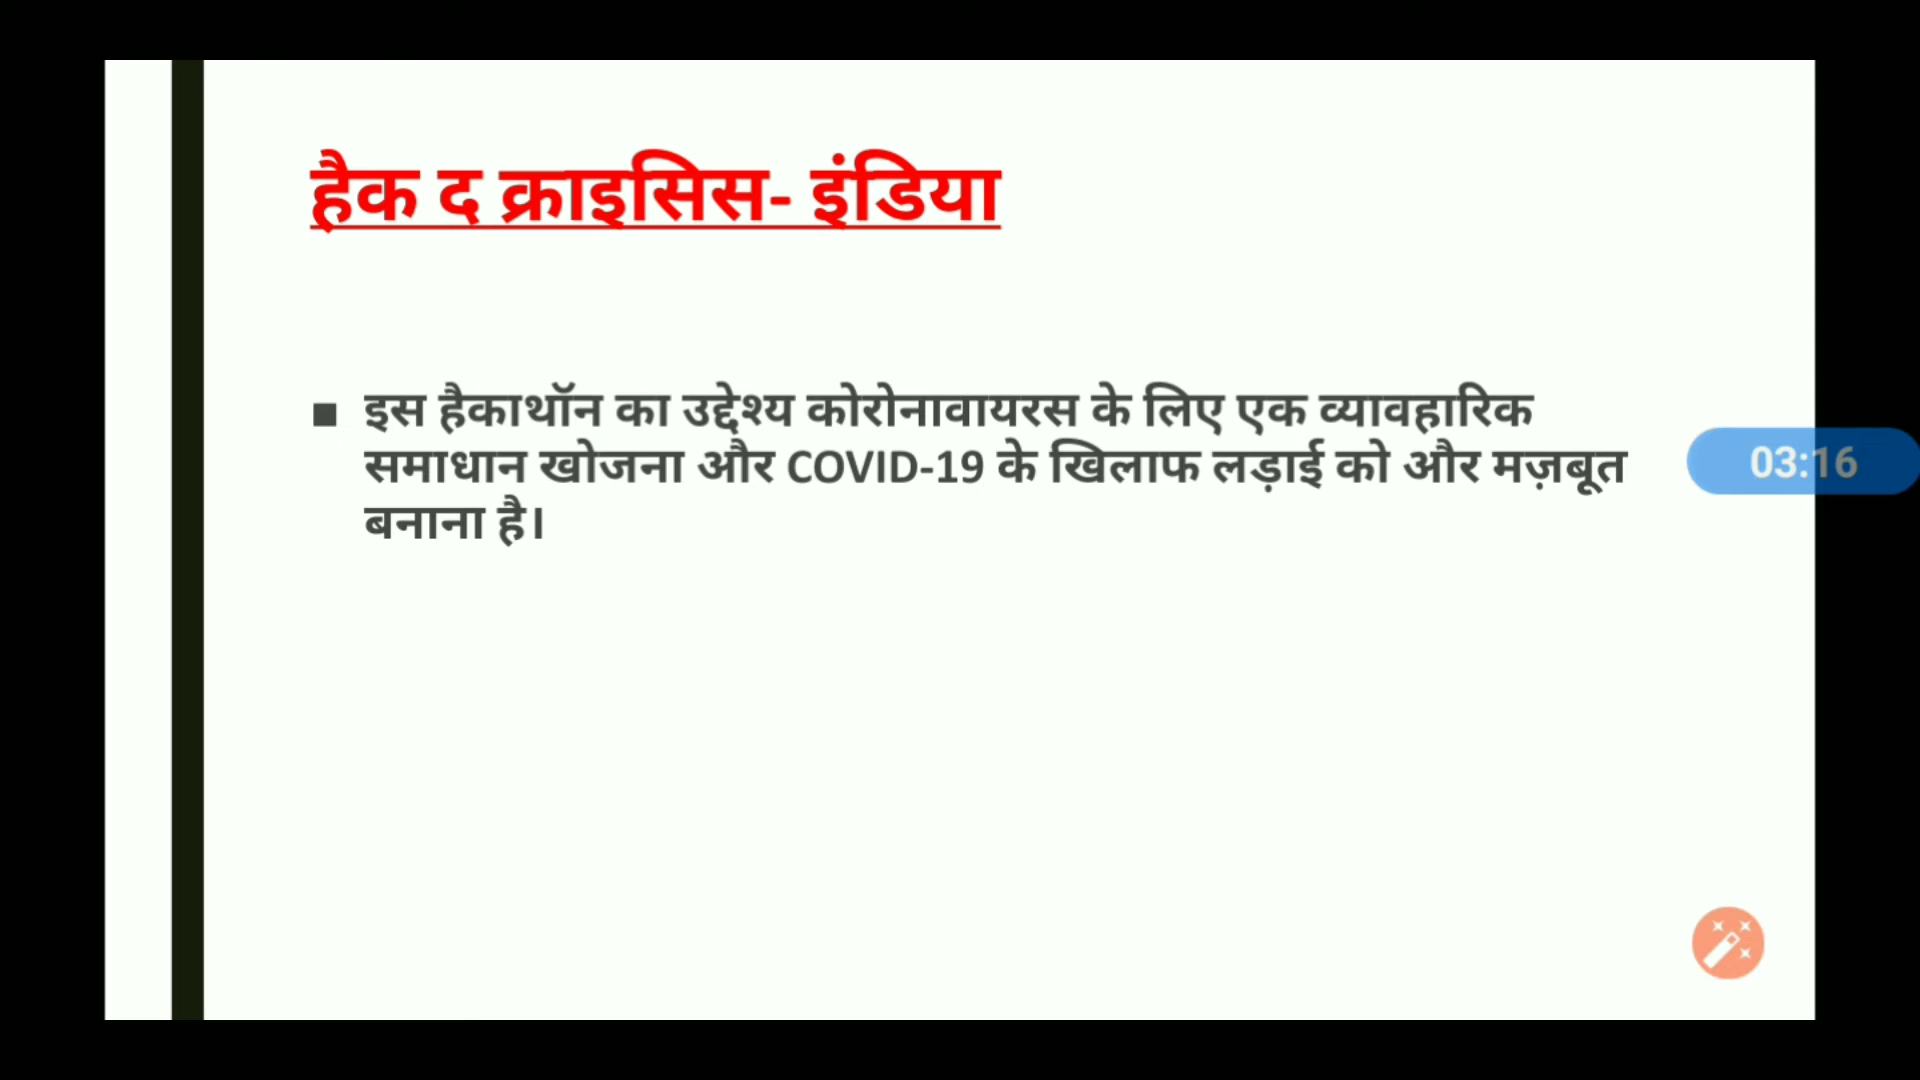 हैक द क्राइसिस- इंडिया
■ इस हैकाथॉन का उद्देश्य कोरोनावायरस के लिए एक व्यावहारिक
समाधान खोजना और COVID-19 के खिलाफ लड़ाई को और मज़बूत
बनाना है।
03:16